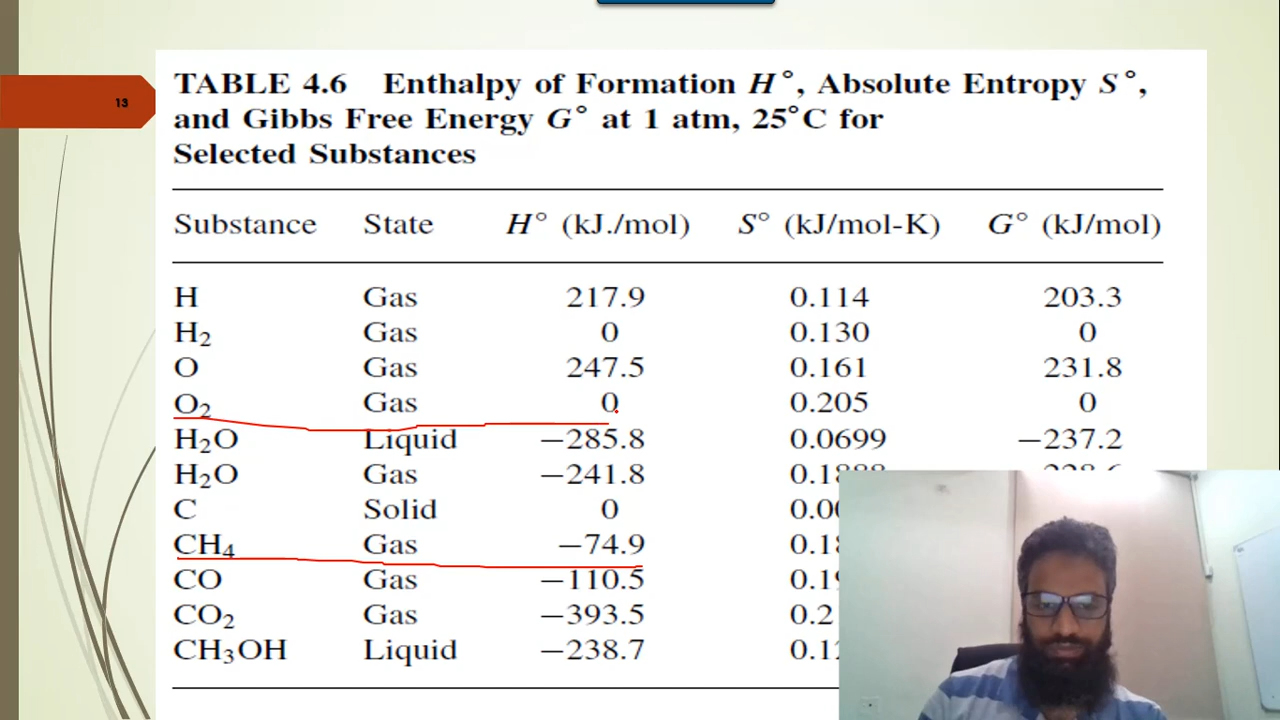 13
TABLE 4.6 Enthalpy of Formation H°, Absolute Entropy S°,
and Gibbs Free Energy G° at 1 atm, 25°C for
Selected Substances
Substance State H° (kJ./mol) S° (kJ/mol-K) G° (kJ/mol)
H Gas 217.9 0.114 203.3
H₂ Gas 0 0.130 0
O Gas 247.5 0.161 231.8
O₂ Gas 0 0.205 0
H₂O Liquid −285.8 0.0699 −237.2
H₂O Gas −241.8
C Solid 0
CH₄ Gas −74.9
CO Gas −110.5
CO₂ Gas −393.5
CH₃OH Liquid −238.7